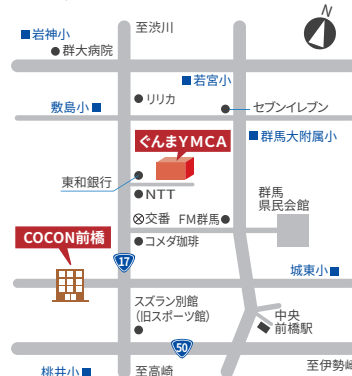 N
至渋川
岩神小
群大病院
若宮小
リリカ
敷島小
セブンイレブン
ぐんまYMCA
群馬大附属小
東和銀行
NTT
群馬
県民会館
交番
FM群馬
COCON前橋
コメダ珈琲
17
城東小
スズラン別館
(旧スポーツ館)
中央
前橋駅
50
桃井小
至高崎
至伊勢崎